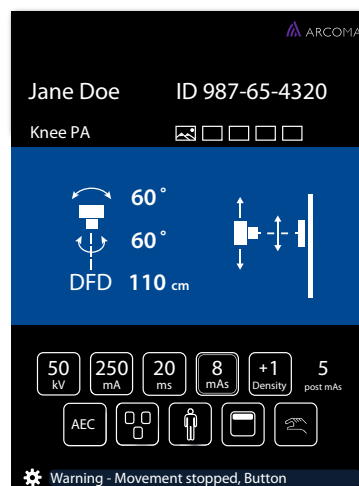 ARCOMA
Jane Doe ID 987-65-4320
Knee PA
60°
60°
DFD 110 cm
50 250 20 8 +1 5
kV mA ms mAs Density post mAs
AEC
Warning - Movement stopped, Button